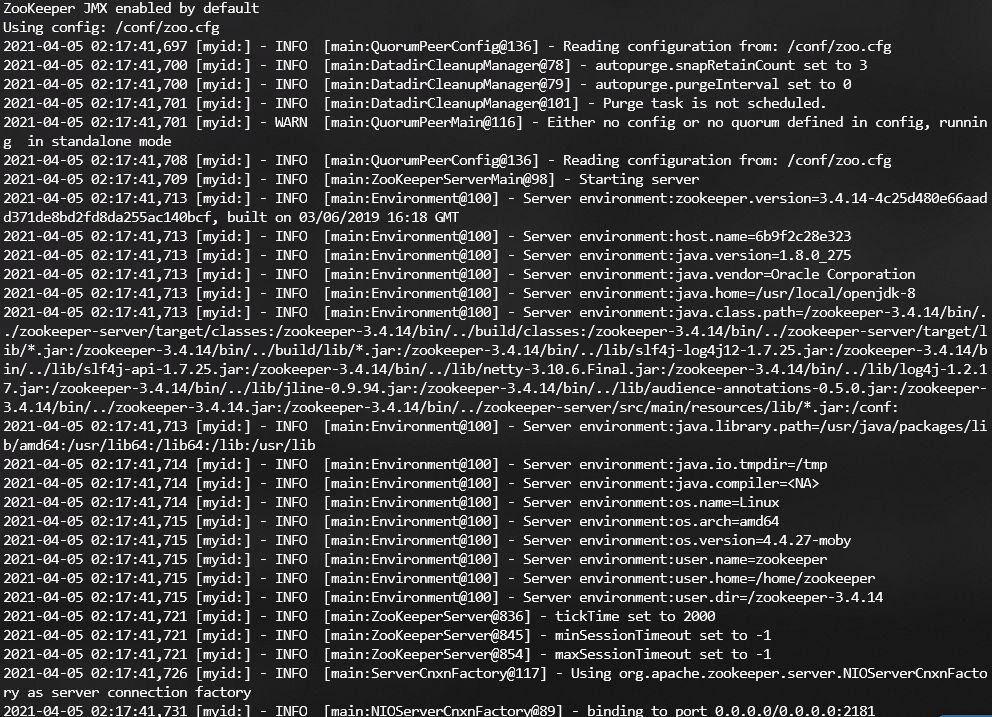 ZooKeeper JMX enabled by default
Using config: /conf/zoo.cfg
2021-04-05 02:17:41,697 [myid:] - INFO  [main:QuorumPeerConfig@136] - Reading configuration from: /conf/zoo.cfg
2021-04-05 02:17:41,700 [myid:] - INFO  [main:DatadirCleanupManager@78] - autopurge.snapRetainCount set to 3
2021-04-05 02:17:41,700 [myid:] - INFO  [main:DatadirCleanupManager@79] - autopurge.purgeInterval set to 0
2021-04-05 02:17:41,701 [myid:] - INFO  [main:DatadirCleanupManager@101] - Purge task is not scheduled.
2021-04-05 02:17:41,701 [myid:] - WARN  [main:QuorumPeerMain@116] - Either no config or no quorum defined in config, runnin
g  in standalone mode
2021-04-05 02:17:41,708 [myid:] - INFO  [main:QuorumPeerConfig@136] - Reading configuration from: /conf/zoo.cfg
2021-04-05 02:17:41,709 [myid:] - INFO  [main:ZooKeeperServerMain@98] - Starting server
2021-04-05 02:17:41,713 [myid:] - INFO  [main:Environment@100] - Server environment:zookeeper.version=3.4.14-4c25d480e66aad
d371de8bd2fd8da255ac140bcf, built on 03/06/2019 16:18 GMT
2021-04-05 02:17:41,713 [myid:] - INFO  [main:Environment@100] - Server environment:host.name=6b9f2c28e323
2021-04-05 02:17:41,713 [myid:] - INFO  [main:Environment@100] - Server environment:java.version=1.8.0_275
2021-04-05 02:17:41,713 [myid:] - INFO  [main:Environment@100] - Server environment:java.vendor=Oracle Corporation
2021-04-05 02:17:41,713 [myid:] - INFO  [main:Environment@100] - Server environment:java.home=/usr/local/openjdk-8
2021-04-05 02:17:41,713 [myid:] - INFO  [main:Environment@100] - Server environment:java.class.path=/zookeeper-3.4.14/bin/.
./zookeeper-server/target/classes:/zookeeper-3.4.14/bin/../build/classes:/zookeeper-3.4.14/bin/../zookeeper-server/target/l
ib/*.jar:/zookeeper-3.4.14/bin/../build/lib/*.jar:/zookeeper-3.4.14/bin/../lib/slf4j-log4j12-1.7.25.jar:/zookeeper-3.4.14/b
in/../lib/slf4j-api-1.7.25.jar:/zookeeper-3.4.14/bin/../lib/netty-3.10.6.Final.jar:/zookeeper-3.4.14/bin/../lib/log4j-1.2.1
7.jar:/zookeeper-3.4.14/bin/../lib/jline-0.9.94.jar:/zookeeper-3.4.14/bin/../lib/audience-annotations-0.5.0.jar:/zookeeper-
3.4.14/bin/../zookeeper-3.4.14.jar:/zookeeper-3.4.14/bin/../zookeeper-server/src/main/resources/lib/*.jar:/conf:
2021-04-05 02:17:41,713 [myid:] - INFO  [main:Environment@100] - Server environment:java.library.path=/usr/java/packages/li
b/amd64:/usr/lib64:/lib64:/lib:/usr/lib
2021-04-05 02:17:41,714 [myid:] - INFO  [main:Environment@100] - Server environment:java.io.tmpdir=/tmp
2021-04-05 02:17:41,714 [myid:] - INFO  [main:Environment@100] - Server environment:java.compiler=<NA>
2021-04-05 02:17:41,714 [myid:] - INFO  [main:Environment@100] - Server environment:os.name=Linux
2021-04-05 02:17:41,715 [myid:] - INFO  [main:Environment@100] - Server environment:os.arch=amd64
2021-04-05 02:17:41,715 [myid:] - INFO  [main:Environment@100] - Server environment:os.version=4.4.27-moby
2021-04-05 02:17:41,715 [myid:] - INFO  [main:Environment@100] - Server environment:user.name=zookeeper
2021-04-05 02:17:41,715 [myid:] - INFO  [main:Environment@100] - Server environment:user.home=/home/zookeeper
2021-04-05 02:17:41,715 [myid:] - INFO  [main:Environment@100] - Server environment:user.dir=/zookeeper-3.4.14
2021-04-05 02:17:41,721 [myid:] - INFO  [main:ZooKeeperServer@836] - tickTime set to 2000
2021-04-05 02:17:41,721 [myid:] - INFO  [main:ZooKeeperServer@845] - minSessionTimeout set to -1
2021-04-05 02:17:41,721 [myid:] - INFO  [main:ZooKeeperServer@854] - maxSessionTimeout set to -1
2021-04-05 02:17:41,726 [myid:] - INFO  [main:ServerCnxnFactory@117] - Using org.apache.zookeeper.server.NIOServerCnxnFacto
ry as server connection factory
2021-04-05 02:17:41,731 [myid:] - INFO  [main:NIOServerCnxnFactory@89] - binding to port 0.0.0.0/0.0.0.0:2181